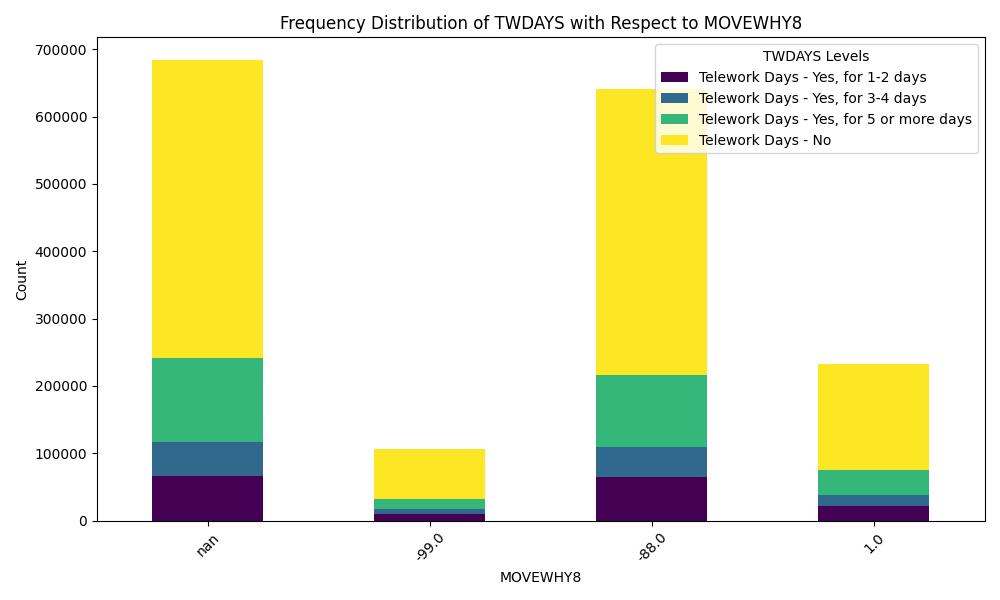 Frequency Distribution of TWDAYS with Respect to MOVEWHY8
TWDAYS Levels
Telework Days - Yes, for 1-2 days
Telework Days - Yes, for 3-4 days
Telework Days - Yes, for 5 or more days
Telework Days - No
Count
700000
600000
500000
400000
300000
200000
100000
0
nan
-99.0
-88.0
1.0
MOVEWHY8